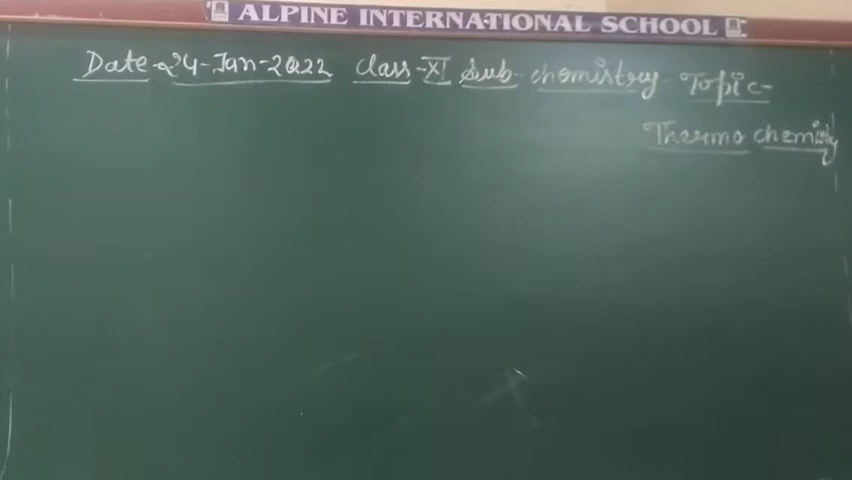 ALPINE INTERNATIONAL SCHOOL
Date-24-Jan-2022 Class-XI Sub-chemistry Topic-
Thermo chemistry